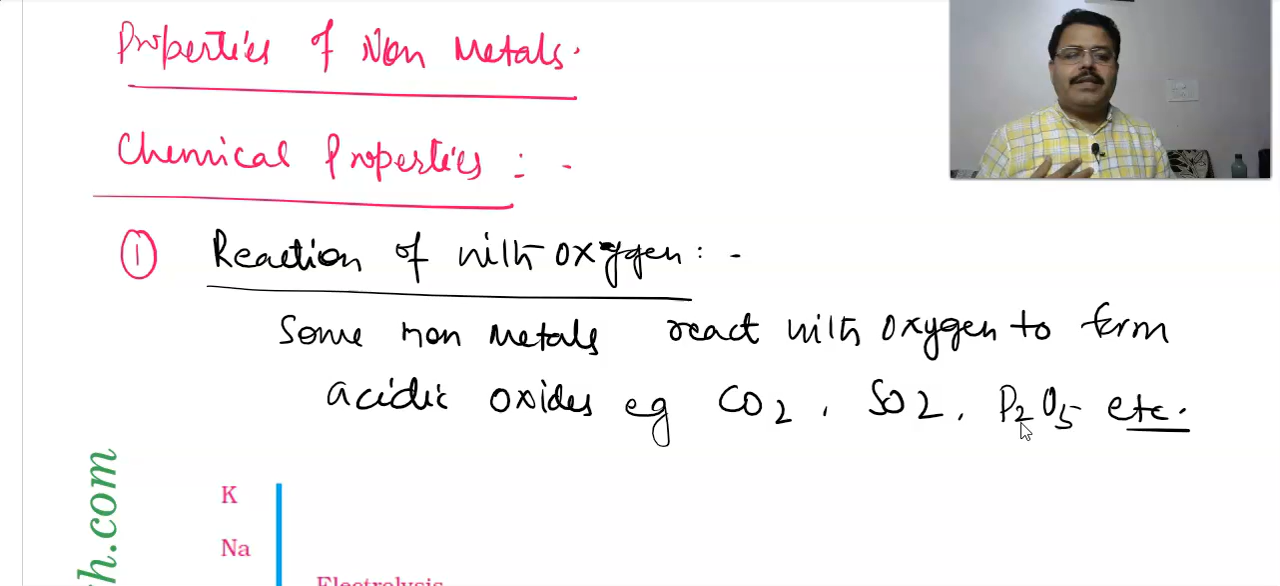 Properties of Non Metals.
Chemical Properties : -
① Reaction of with oxygen : -
Some non metals react with oxygen to form
acidic oxides eg CO2 , SO2 , P2O5 etc.
K
Na
Electrolysis
h.com